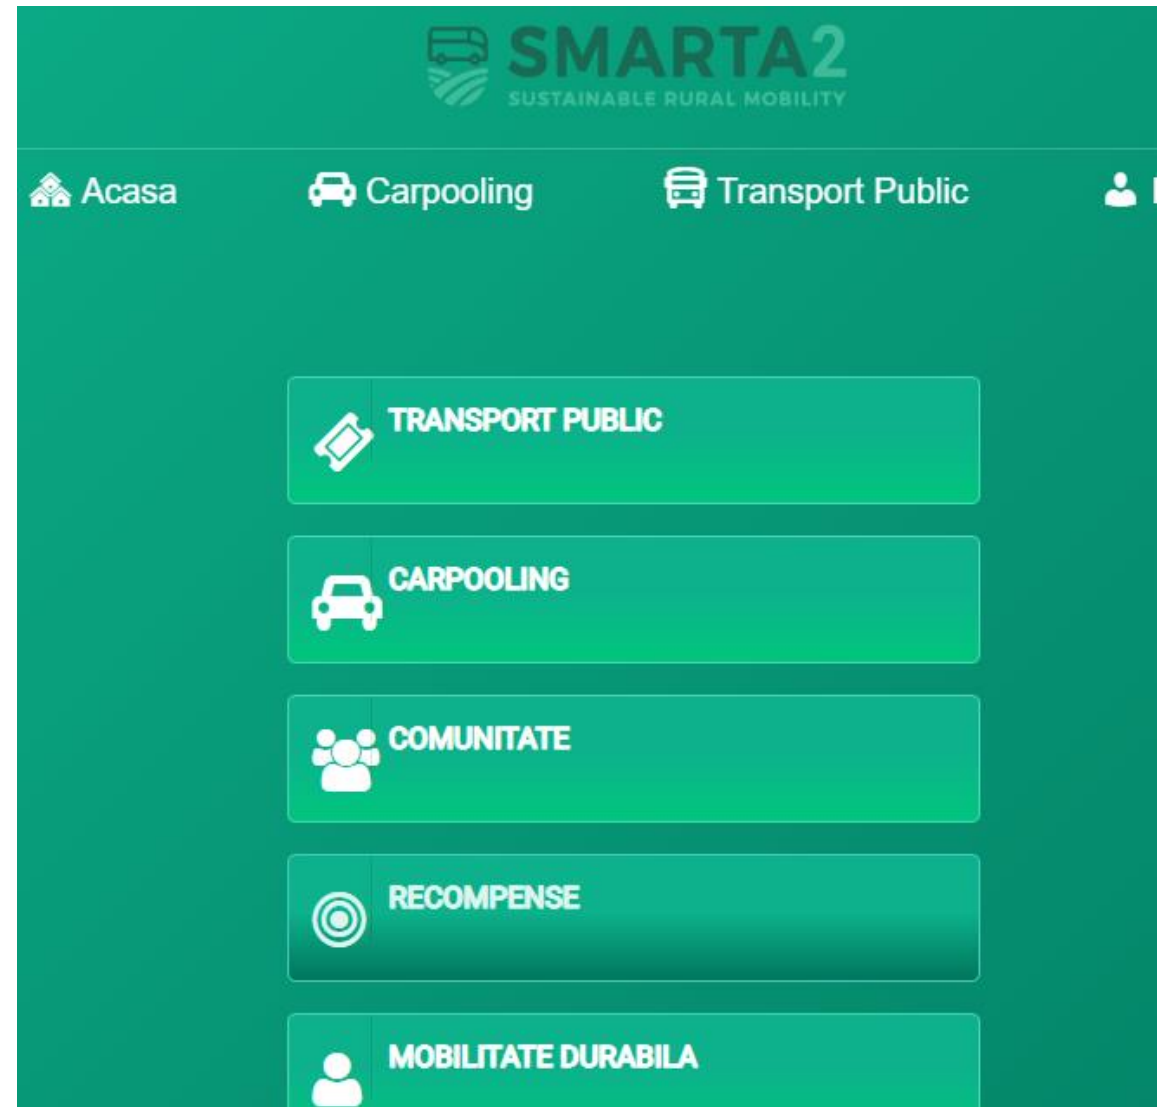 SMARTA2
SUSTAINABLE RURAL MOBILITY
Acasa Carpooling Transport Public
TRANSPORT PUBLIC
CARPOOLING
COMUNITATE
RECOMPENSE
MOBILITATE DURABILA